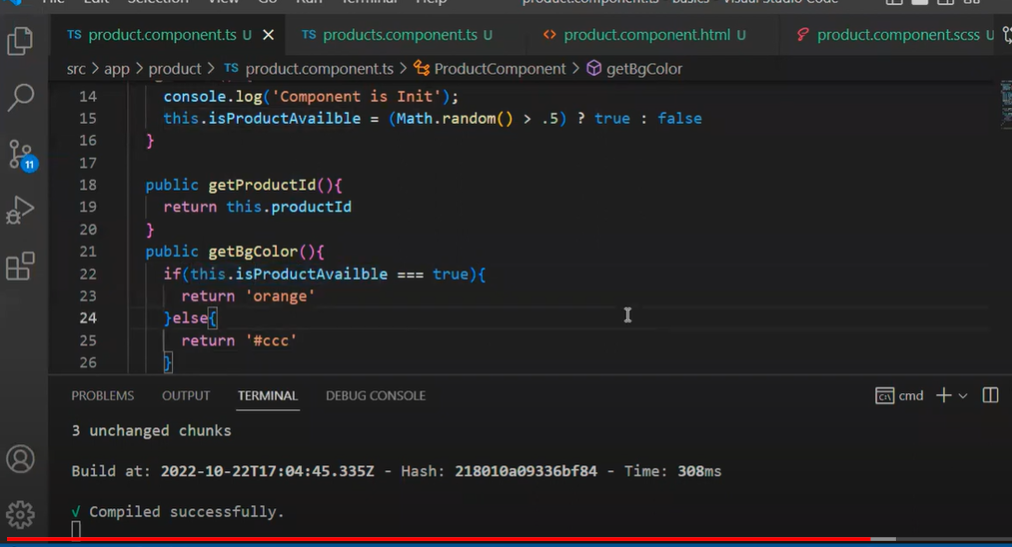 File Edit Selection View Go Run Terminal Help product.component.ts - Basics - Visual Studio Code
TS product.component.ts U × TS products.component.ts U <> product.component.html U product.component.scss U
src > app > product > TS product.component.ts > ProductComponent > getBgColor
14 console.log('Component is Init');
15 this.isProductAvailble = (Math.random() > .5) ? true : false
16 }
17
18 public getProductId(){
19 return this.productId
20 }
21 public getBgColor(){
22 if(this.isProductAvailble === true){
23 return 'orange'
24 }else{
25 return '#ccc'
26 }
11
PROBLEMS OUTPUT TERMINAL DEBUG CONSOLE cmd
3 unchanged chunks
Build at: 2022-10-22T17:04:45.335Z - Hash: 218010a09336bf84 - Time: 308ms
√ Compiled successfully.